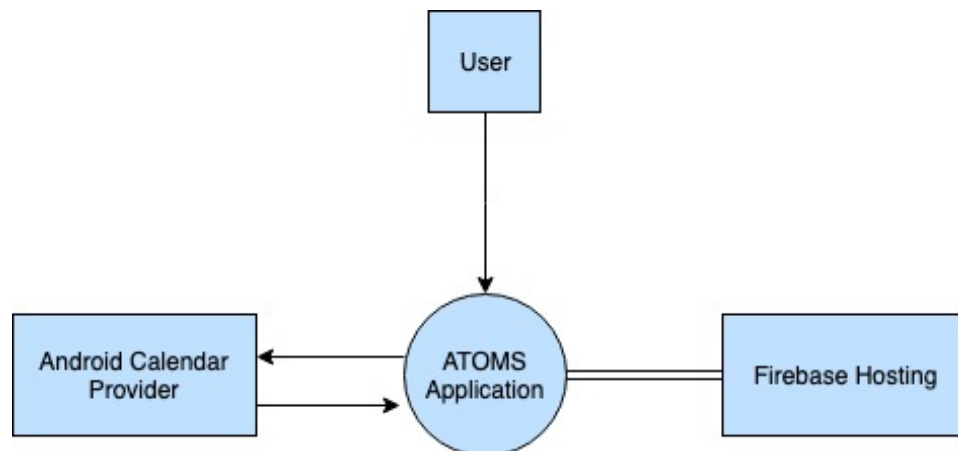 User
Android Calendar
Provider
ATOMS
Application
Firebase Hosting